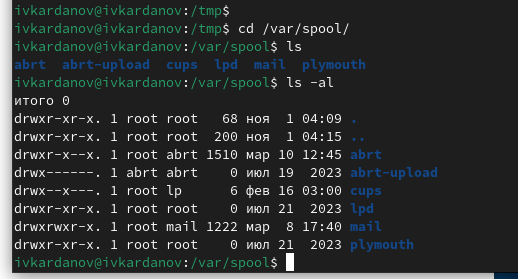 ivkardanov@ivkardanov:/tmp$
ivkardanov@ivkardanov:/tmp$ cd /var/spool/
ivkardanov@ivkardanov:/var/spool$ ls
abrt  abrt-upload  cups  lpd  mail  plymouth
ivkardanov@ivkardanov:/var/spool$ ls -al
итого 0
drwxr-xr-x. 1 root root   68 ноя  1 04:09 .
drwxr-xr-x. 1 root root  200 ноя  1 04:15 ..
drwxr-x--x. 1 root abrt 1510 мар 10 12:45 abrt
drwx------. 1 abrt abrt    0 июл 19  2023 abrt-upload
drwx--x---. 1 root lp      6 фев 16 03:00 cups
drwxr-xr-x. 1 root root    0 июл 21  2023 lpd
drwxrwxr-x. 1 root mail 1222 мар  8 17:40 mail
drwxr-xr-x. 1 root root    0 июл 21  2023 plymouth
ivkardanov@ivkardanov:/var/spool$